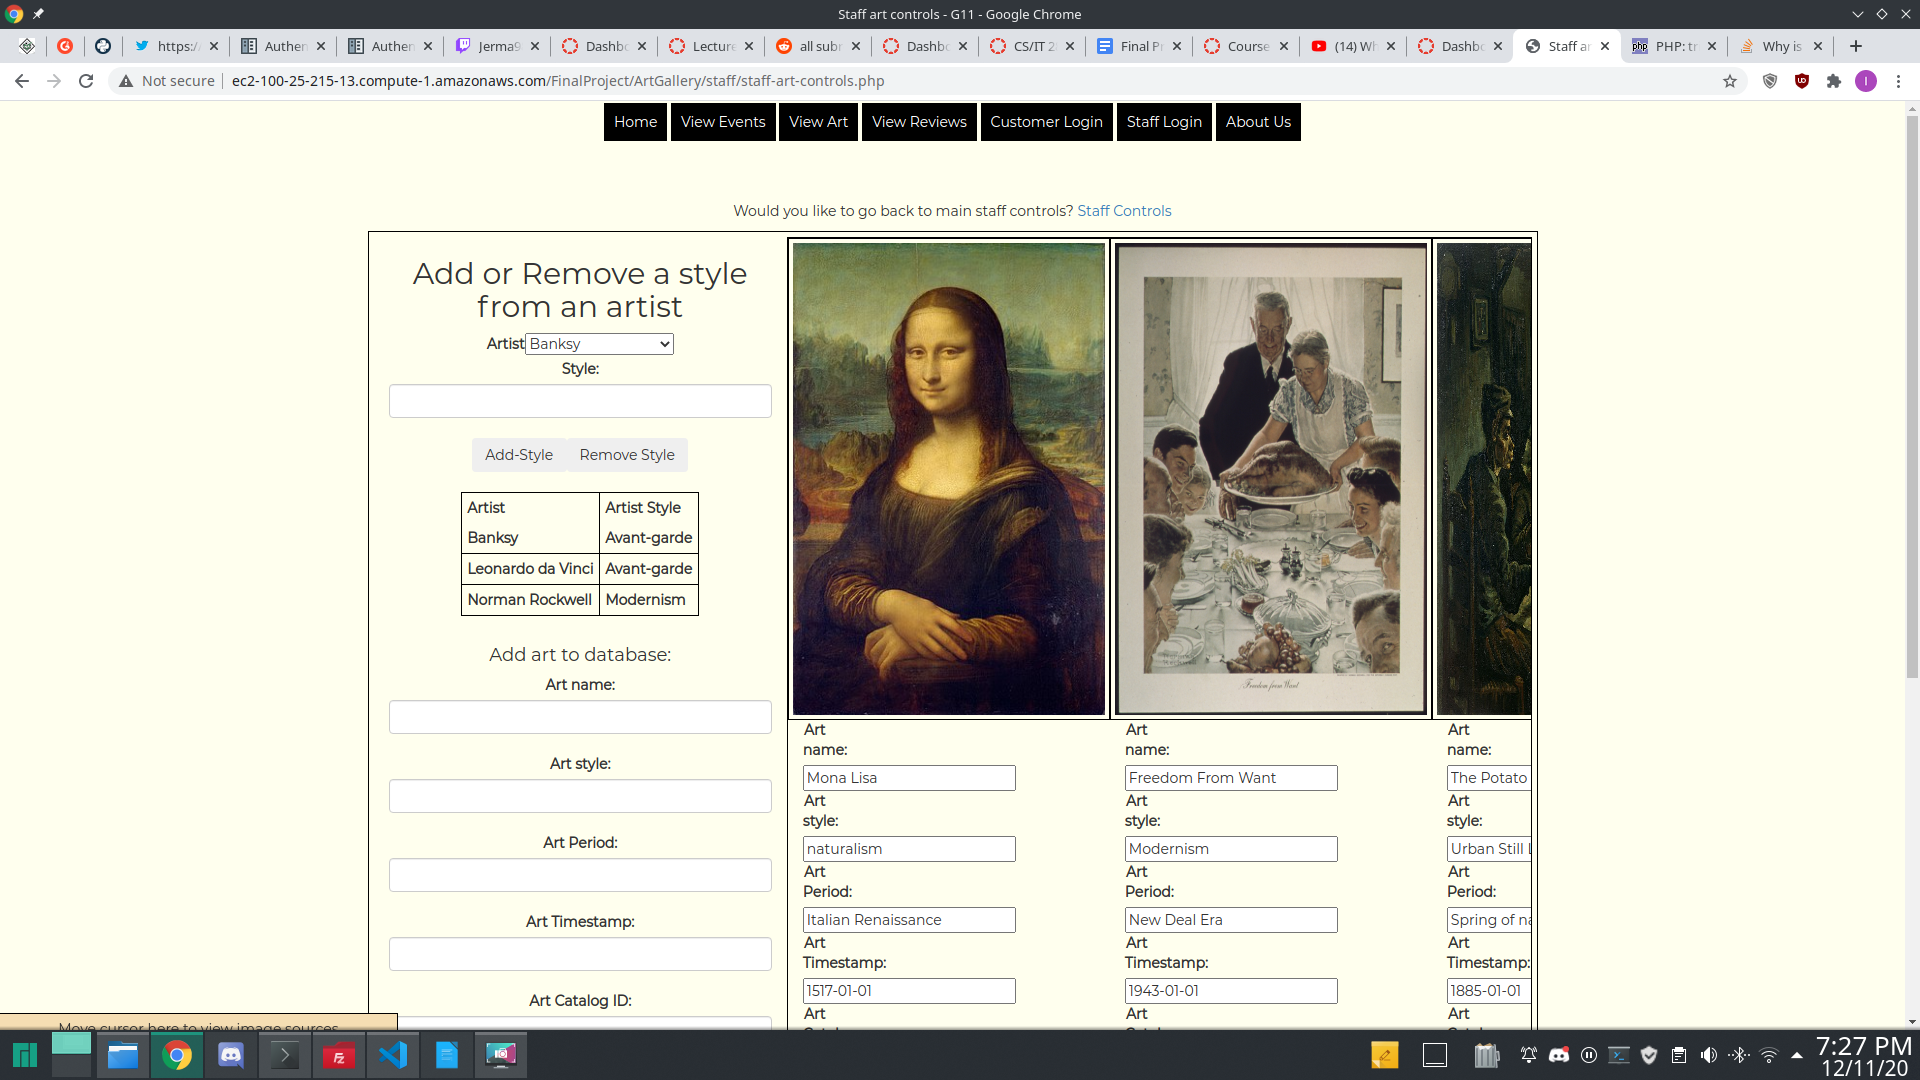 Staff art controls - G11 - Google Chrome
https:/
Authen
Authen
Jerma9
Dashbo
Lecture
all subr
Dashbo
CS/IT 2
Final Pr
Course
(14) Wh
Dashbo
Staff ar
PHP: tr
Why is
Not secure
ec2-100-25-215-13.compute-1.amazonaws.com/FinalProject/ArtGallery/staff/staff-art-controls.php
Home View Events View Art View Reviews Customer Login Staff Login About Us
Would you like to go back to main staff controls? Staff Controls
Add or Remove a style
from an artist
Artist Banksy
Style:
Add-Style Remove Style
Artist Artist Style
Banksy Avant-garde
Leonardo da Vinci Avant-garde
Norman Rockwell Modernism
Add art to database:
Art name:
Art style:
Art Period:
Art Timestamp:
Art Catalog ID:
Freedom from Want
Art
name:
Mona Lisa
Art
style:
naturalism
Art
Period:
Italian Renaissance
Art
Timestamp:
1517-01-01
Art
Art
name:
Freedom From Want
Art
style:
Modernism
Art
Period:
New Deal Era
Art
Timestamp:
1943-01-01
Art
Art
name:
The Potato
Art
style:
Urban Still
Art
Period:
Spring of na
Art
Timestamp:
1885-01-01
Art
Move cursor here to view image sources
7:27 PM
12/11/20